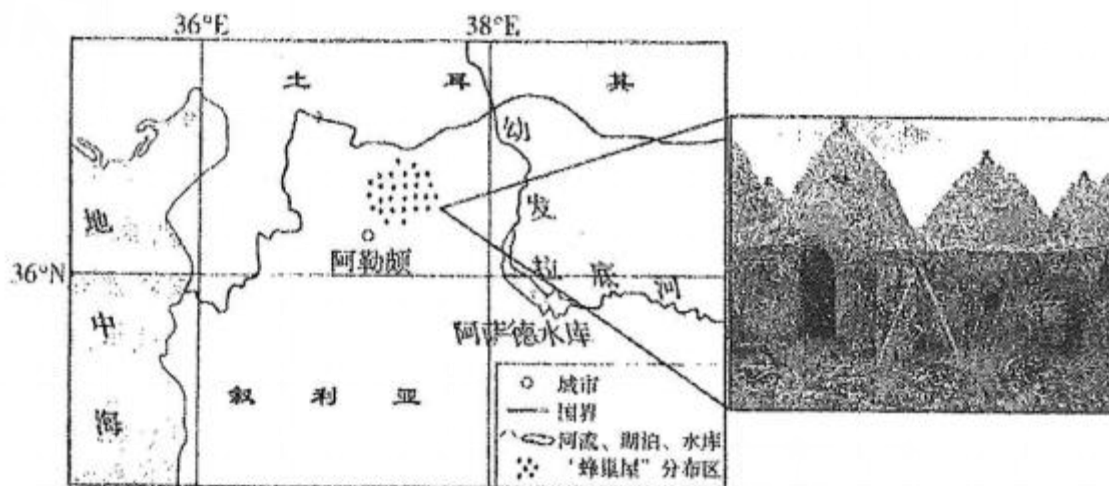 36°E 38°E
土 耳 其
幼
发
拉
底
河
地
中
海
阿勒颇
36°N
阿萨德水库
叙 利 亚
城市
国界
河流、湖泊、水库
“蜂巢屋”分布区